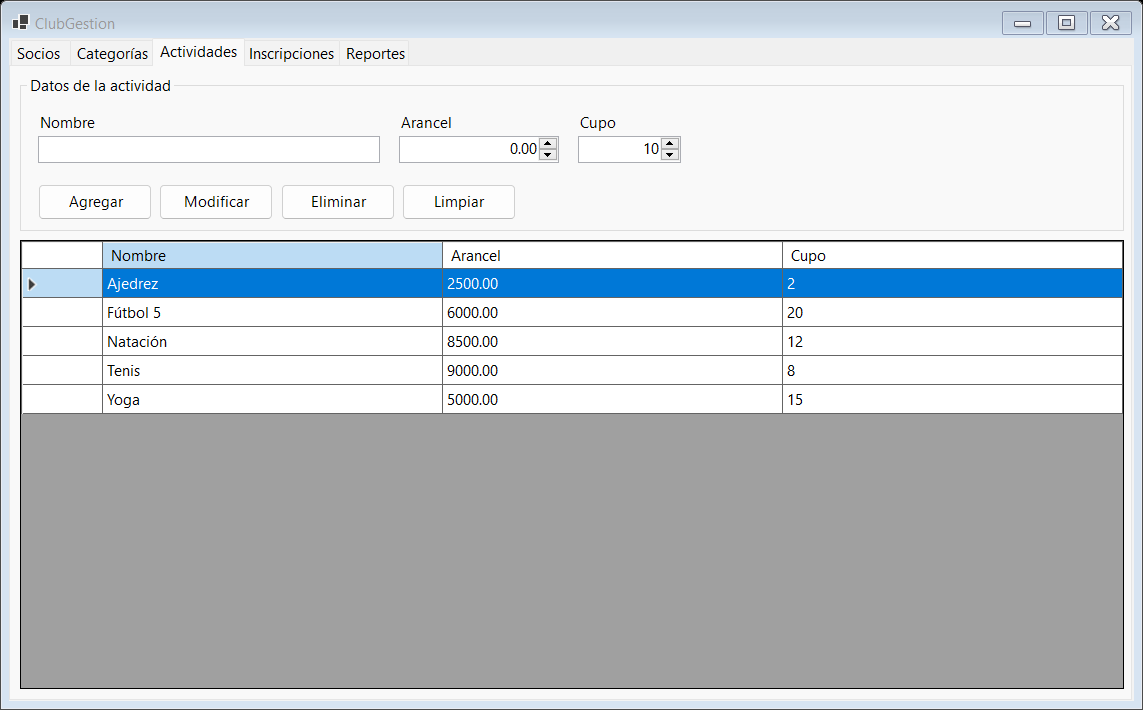 ClubGestion
Socios Categorías Actividades Inscripciones Reportes
Datos de la actividad
Nombre Arancel Cupo
0.00 10
Agregar Modificar Eliminar Limpiar
Nombre Arancel Cupo
Ajedrez 2500.00 2
Fútbol 5 6000.00 20
Natación 8500.00 12
Tenis 9000.00 8
Yoga 5000.00 15